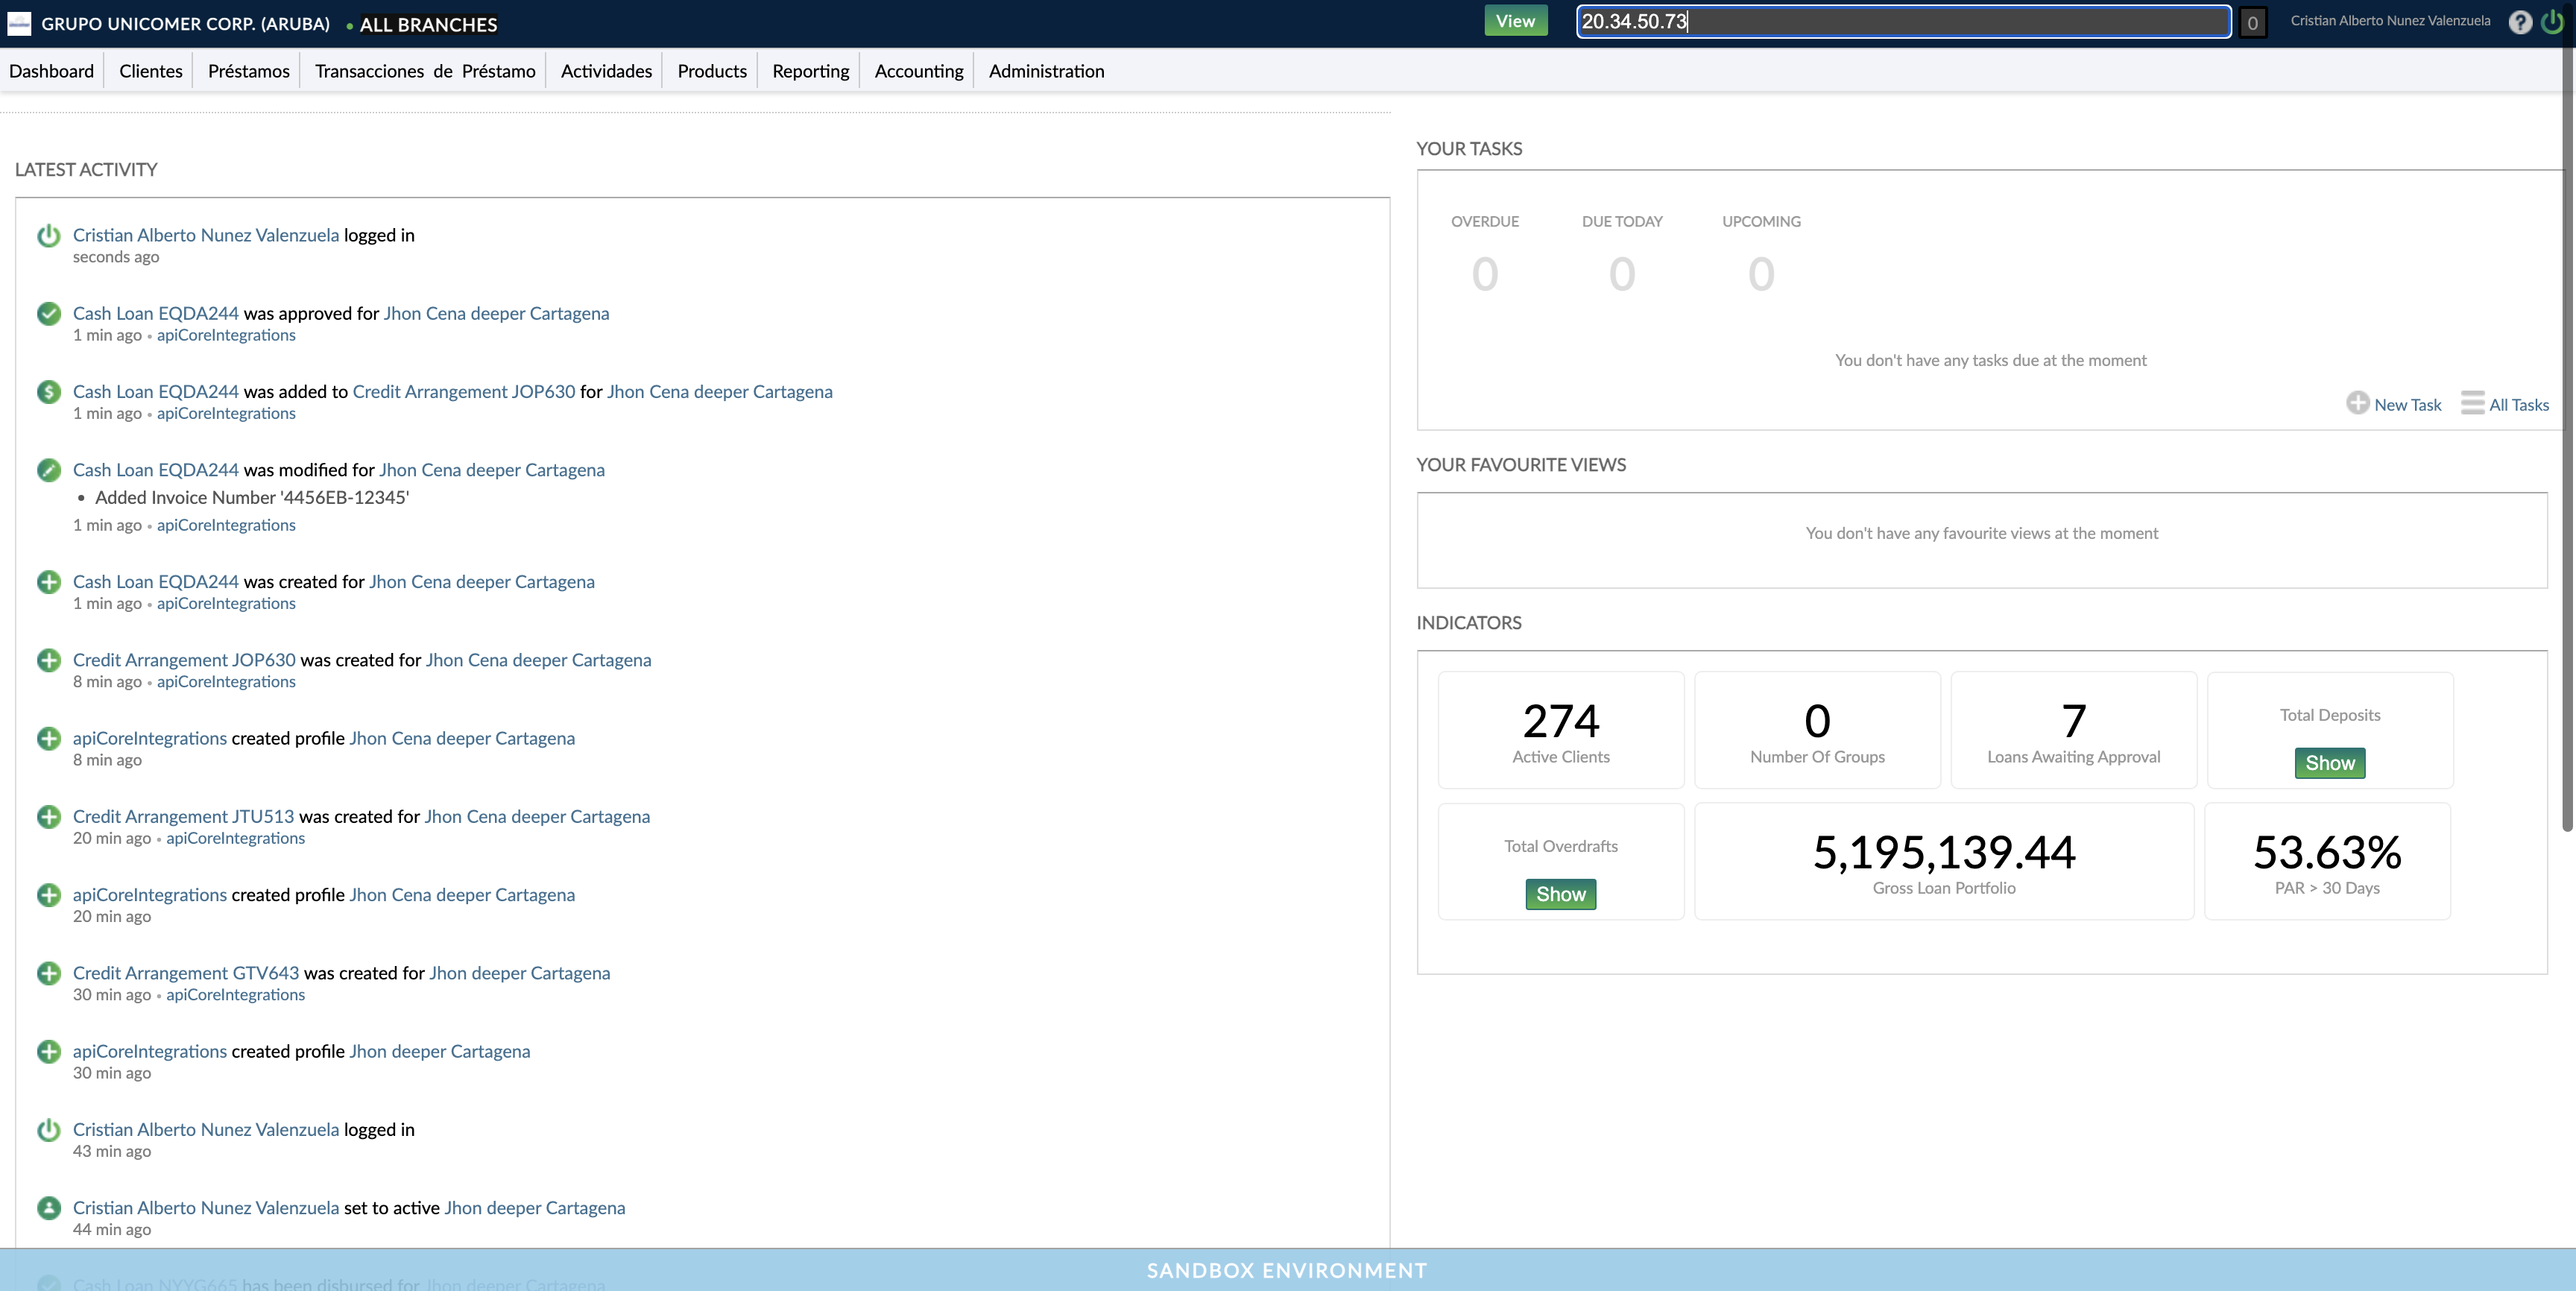 GRUPO UNICOMER CORP. (ARUBA) • ALL BRANCHES
View
20.34.50.73
0
Cristian Alberto Nunez Valenzuela
?
Dashboard Clientes Préstamos Transacciones de Préstamo Actividades Products Reporting Accounting Administration
LATEST ACTIVITY
Cristian Alberto Nunez Valenzuela logged in
seconds ago
Cash Loan EQDA244 was approved for Jhon Cena deeper Cartagena
1 min ago • apiCoreIntegrations
Cash Loan EQDA244 was added to Credit Arrangement JOP630 for Jhon Cena deeper Cartagena
1 min ago • apiCoreIntegrations
Cash Loan EQDA244 was modified for Jhon Cena deeper Cartagena
• Added Invoice Number '4456EB-12345'
1 min ago • apiCoreIntegrations
Cash Loan EQDA244 was created for Jhon Cena deeper Cartagena
1 min ago • apiCoreIntegrations
Credit Arrangement JOP630 was created for Jhon Cena deeper Cartagena
8 min ago • apiCoreIntegrations
apiCoreIntegrations created profile Jhon Cena deeper Cartagena
8 min ago
Credit Arrangement JTU513 was created for Jhon Cena deeper Cartagena
20 min ago • apiCoreIntegrations
apiCoreIntegrations created profile Jhon Cena deeper Cartagena
20 min ago
Credit Arrangement GTV643 was created for Jhon deeper Cartagena
30 min ago • apiCoreIntegrations
apiCoreIntegrations created profile Jhon deeper Cartagena
30 min ago
Cristian Alberto Nunez Valenzuela logged in
43 min ago
Cristian Alberto Nunez Valenzuela set to active Jhon deeper Cartagena
44 min ago
Cash Loan NYYG665 has been disbursed for Jhon deeper Cartagena
YOUR TASKS
OVERDUE DUE TODAY UPCOMING
0 0 0
You don't have any tasks due at the moment
New Task All Tasks
YOUR FAVOURITE VIEWS
You don't have any favourite views at the moment
INDICATORS
274
Active Clients
0
Number Of Groups
7
Loans Awaiting Approval
Total Deposits
Show
Total Overdrafts
Show
5,195,139.44
Gross Loan Portfolio
53.63%
PAR > 30 Days
SANDBOX ENVIRONMENT